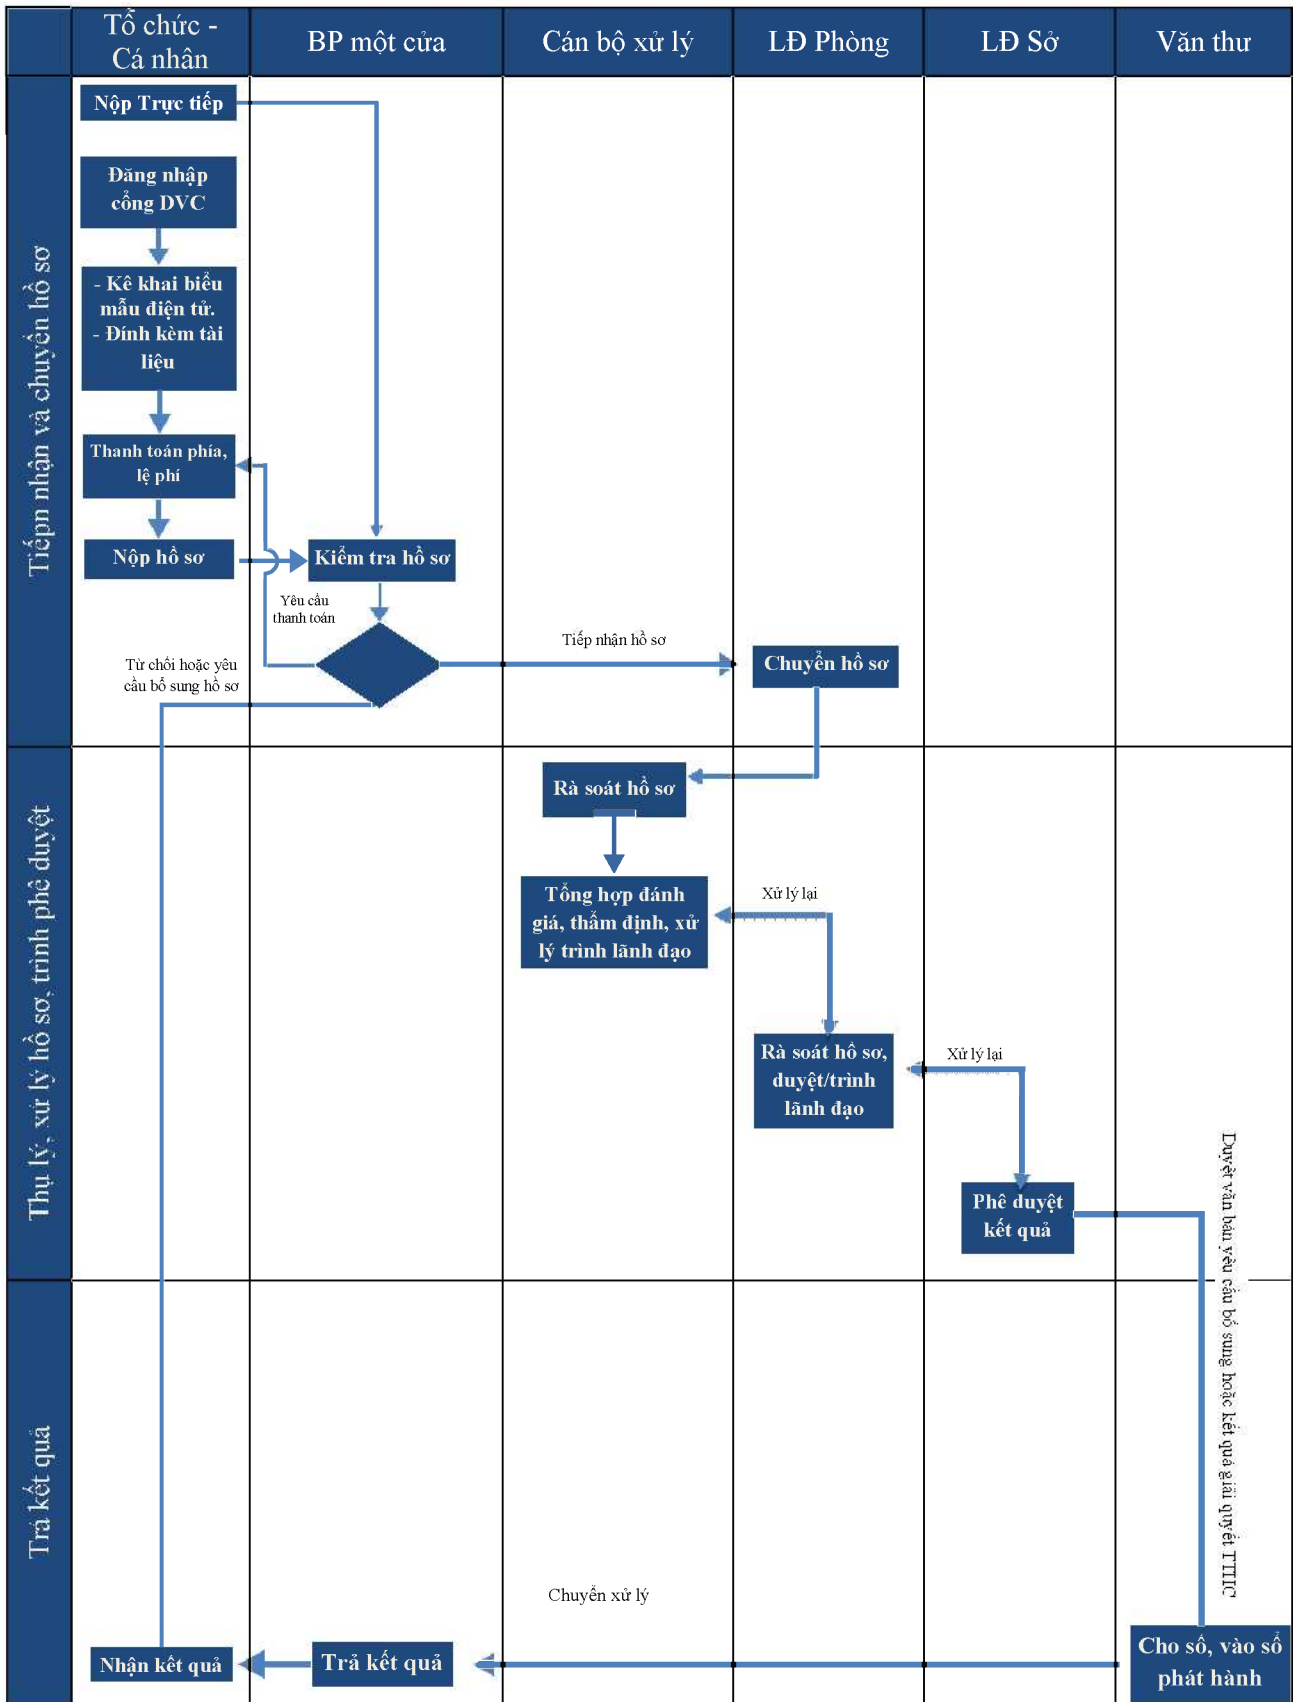 Tổ chức -
Cá nhân
BP một cửa
Cán bộ xử lý
LĐ Phòng
LĐ Sở
Văn thư
Tiếpn nhận và chuyển hồ sơ
Nộp Trực tiếp
Đăng nhập
cổng DVC
- Kê khai biểu
mẫu điện tử.
- Đính kèm tài
liệu
Thanh toán phía,
lệ phí
Nộp hồ sơ
Kiểm tra hồ sơ
Yêu cầu
thanh toán
Tiếp nhận hồ sơ
Chuyển hồ sơ
Từ chối hoặc yêu
cầu bổ sung hồ sơ
Thụ lý, xử lý hồ sơ, trình phê duyệt
Rà soát hồ sơ
Tổng hợp đánh
giá, thẩm định, xử
lý trình lãnh đạo
Xử lý lại
Rà soát hồ sơ,
duyệt/trình
lãnh đạo
Xử lý lại
Phê duyệt
kết quả
Duyệt văn bản yêu cầu bổ sung hoặc kết quả giải quyết TTHC
Trả kết quả
Chuyển xử lý
Nhận kết quả
Trả kết quả
Cho số, vào sổ
phát hành